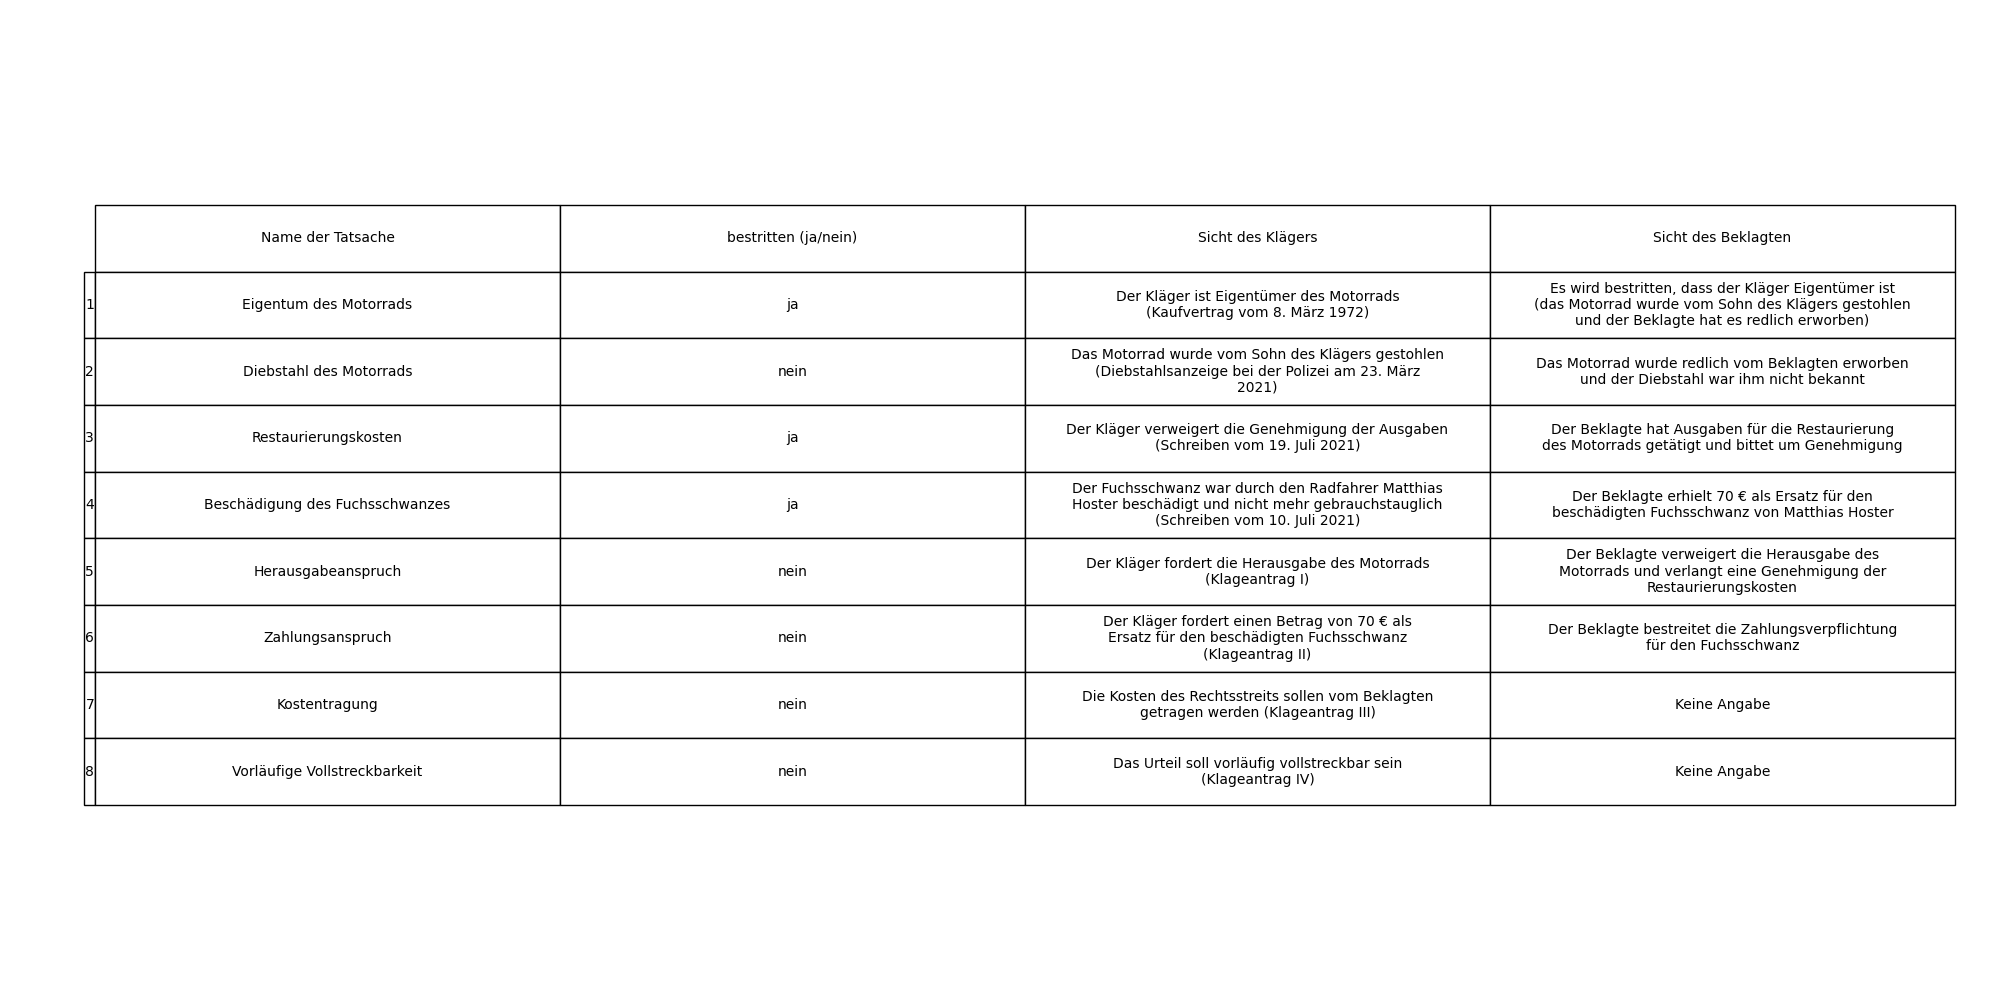 Name der Tatsache bestritten (ja/nein) Sicht des Klägers Sicht des Beklagten
1 Eigentum des Motorrads ja Der Kläger ist Eigentümer des Motorrads
(Kaufvertrag vom 8. März 1972)
Es wird bestritten, dass der Kläger Eigentümer ist
(das Motorrad wurde vom Sohn des Klägers gestohlen
und der Beklagte hat es redlich erworben)
2 Diebstahl des Motorrads nein Das Motorrad wurde vom Sohn des Klägers gestohlen
(Diebstahlsanzeige bei der Polizei am 23. März
2021)
Das Motorrad wurde redlich vom Beklagten erworben
und der Diebstahl war ihm nicht bekannt
3 Restaurierungskosten ja Der Kläger verweigert die Genehmigung der Ausgaben
(Schreiben vom 19. Juli 2021)
Der Beklagte hat Ausgaben für die Restaurierung
des Motorrads getätigt und bittet um Genehmigung
4 Beschädigung des Fuchsschwanzes ja Der Fuchsschwanz war durch den Radfahrer Matthias
Hoster beschädigt und nicht mehr gebrauchstauglich
(Schreiben vom 10. Juli 2021)
Der Beklagte erhielt 70 € als Ersatz für den
beschädigten Fuchsschwanz von Matthias Hoster
5 Herausgabeanspruch nein Der Kläger fordert die Herausgabe des Motorrads
(Klageantrag I)
Der Beklagte verweigert die Herausgabe des
Motorrads und verlangt eine Genehmigung der
Restaurierungskosten
6 Zahlungsanspruch nein Der Kläger fordert einen Betrag von 70 € als
Ersatz für den beschädigten Fuchsschwanz
(Klageantrag II)
Der Beklagte bestreitet die Zahlungsverpflichtung
für den Fuchsschwanz
7 Kostentragung nein Die Kosten des Rechtsstreits sollen vom Beklagten
getragen werden (Klageantrag III)
Keine Angabe
8 Vorläufige Vollstreckbarkeit nein Das Urteil soll vorläufig vollstreckbar sein
(Klageantrag IV)
Keine Angabe